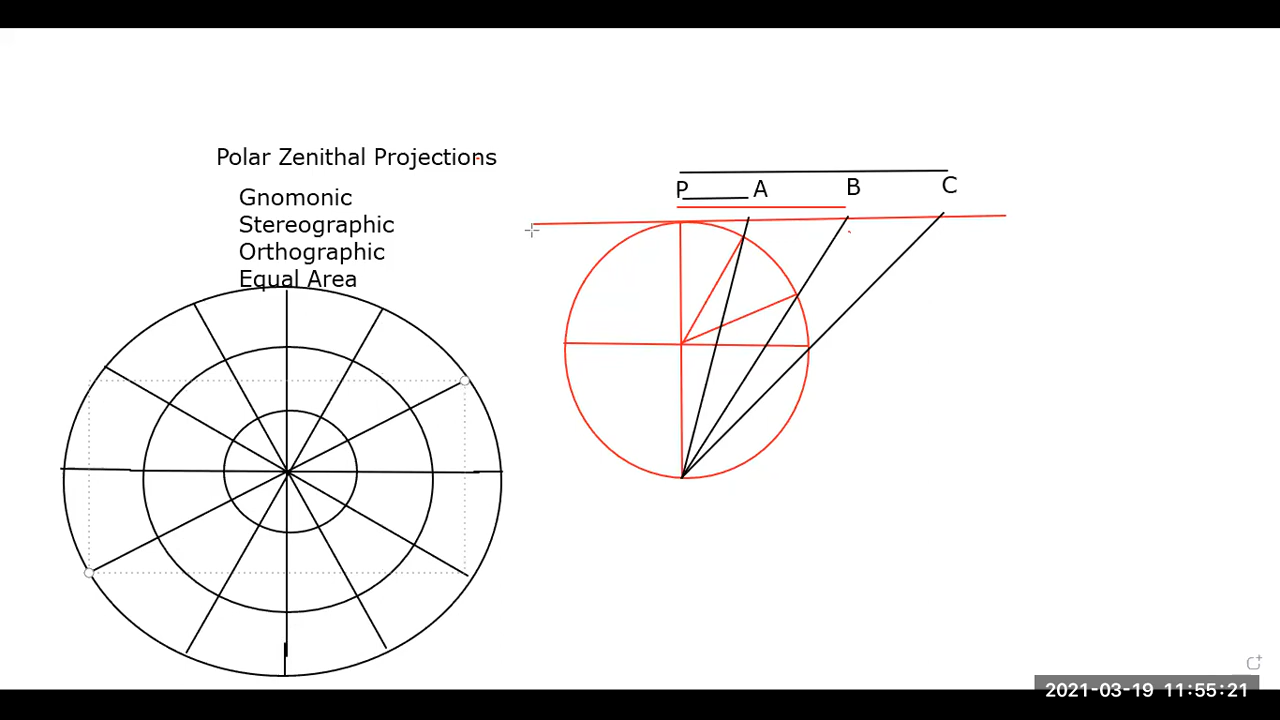 Polar Zenithal Projections
Gnomonic
Stereographic
Orthographic
Equal Area
P A B C
2021-03-19 11:55:21